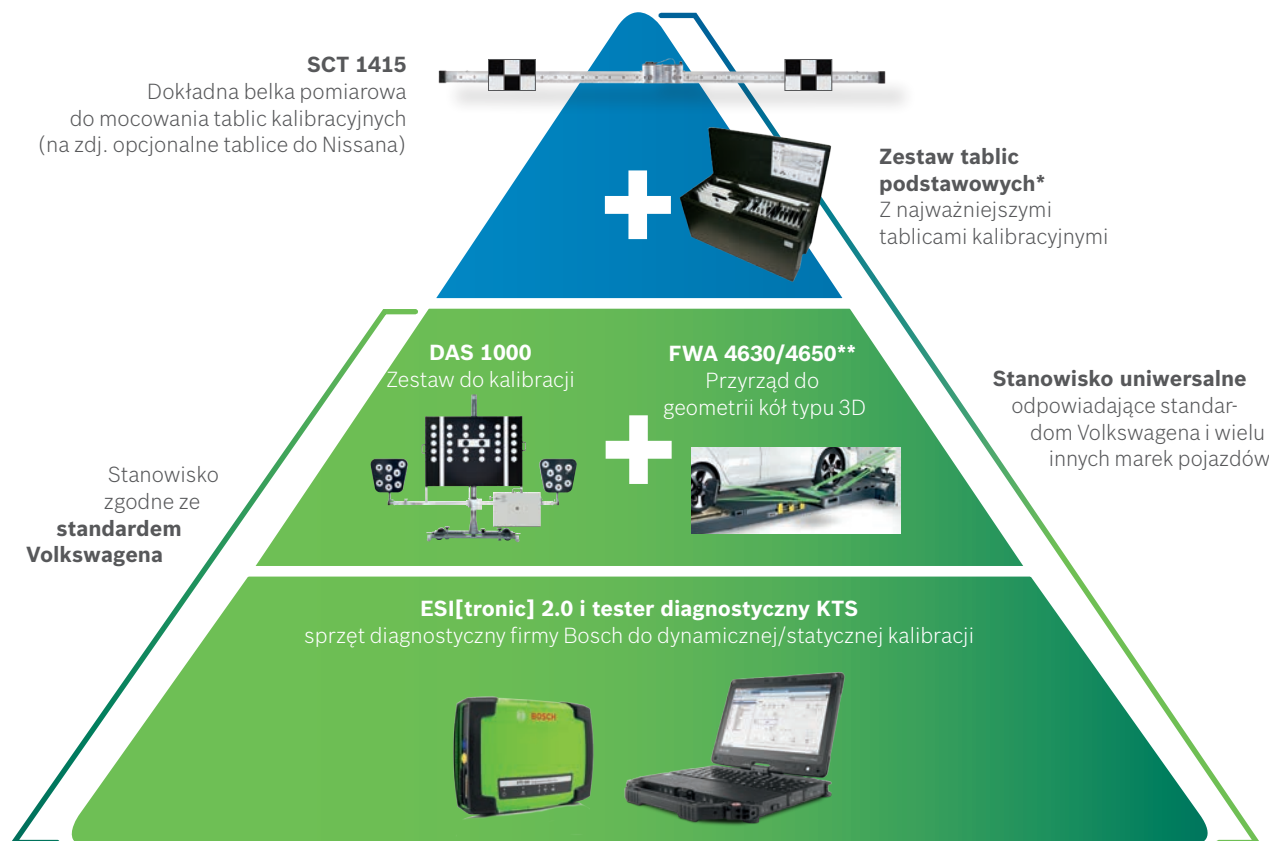 SCT 1415
Dokładna belka pomiarowa
do mocowania tablic kalibracyjnych
(na zdj. opcjonalne tablice do Nissana)
Zestaw tablic
podstawowych*
Z najważniejszymi
tablicami kalibracyjnymi
DAS 1000
Zestaw do kalibracji
FWA 4630/4650**
Przyrząd do
geometrii kół typu 3D
Stanowisko uniwersalne
odpowiadające standar-
dom Volkswagena i wielu
innych marek pojazdów
Stanowisko
zgodne ze
standardem
Volkswagena
ESI[tronic] 2.0 i tester diagnostyczny KTS
sprzęt diagnostyczny firmy Bosch do dynamicznej/statycznej kalibracji
BOSCH